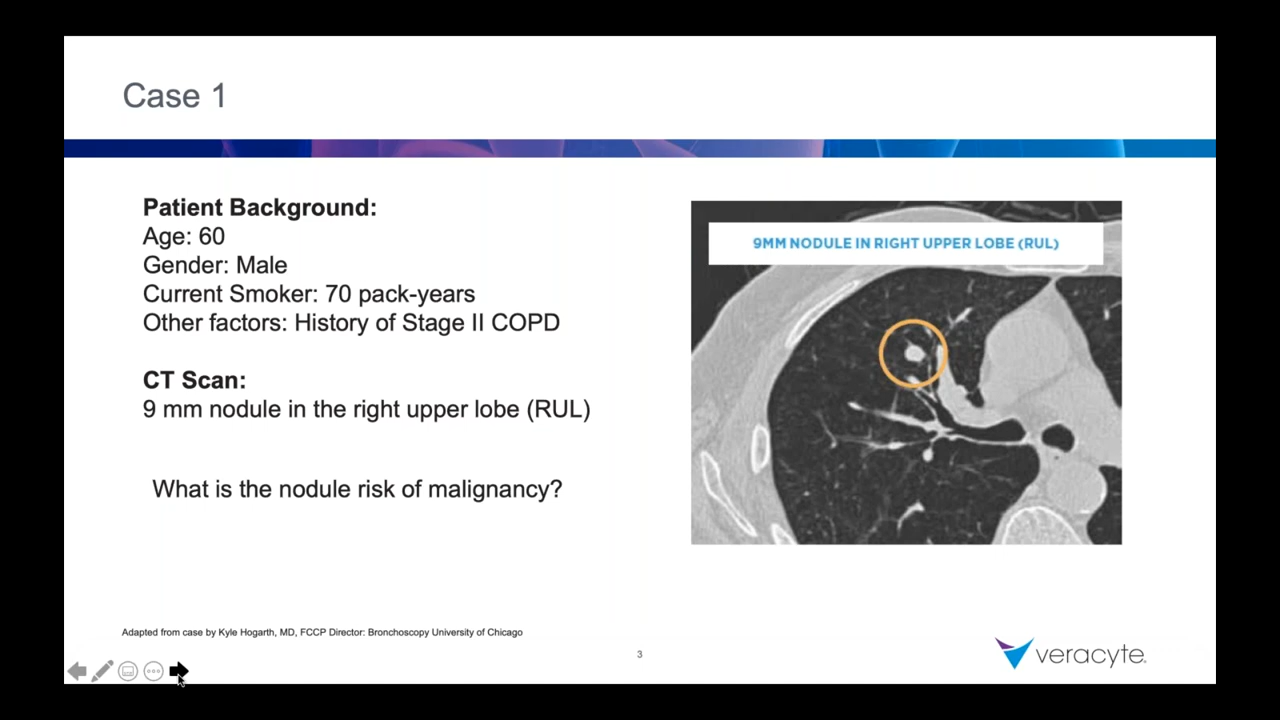 Case 1
Patient Background:
Age: 60
Gender: Male
Current Smoker: 70 pack-years
Other factors: History of Stage II COPD
CT Scan:
9 mm nodule in the right upper lobe (RUL)
What is the nodule risk of malignancy?
9MM NODULE IN RIGHT UPPER LOBE (RUL)
Adapted from case by Kyle Hogarth, MD, FCCP Director: Bronchoscopy University of Chicago
3
veracyte.